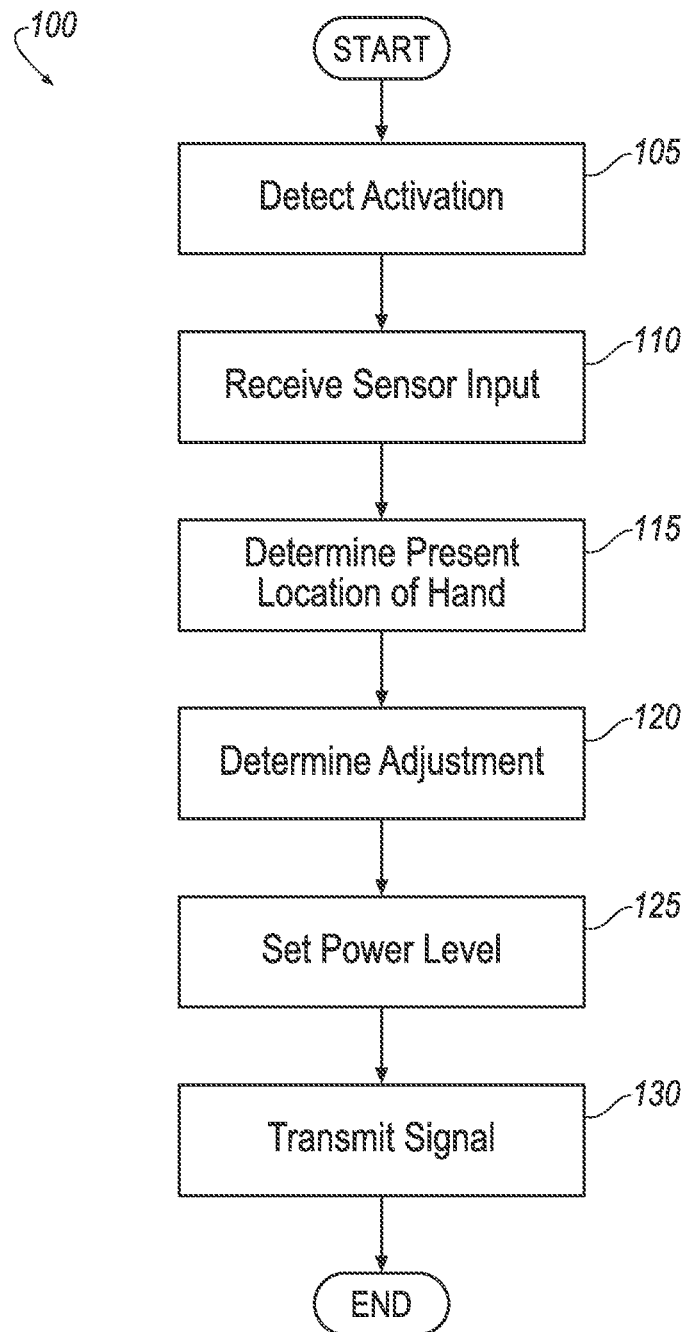 100
START
105
Detect Activation
110
Receive Sensor Input
115
Determine Present
Location of Hand
120
Determine Adjustment
125
Set Power Level
130
Transmit Signal
END